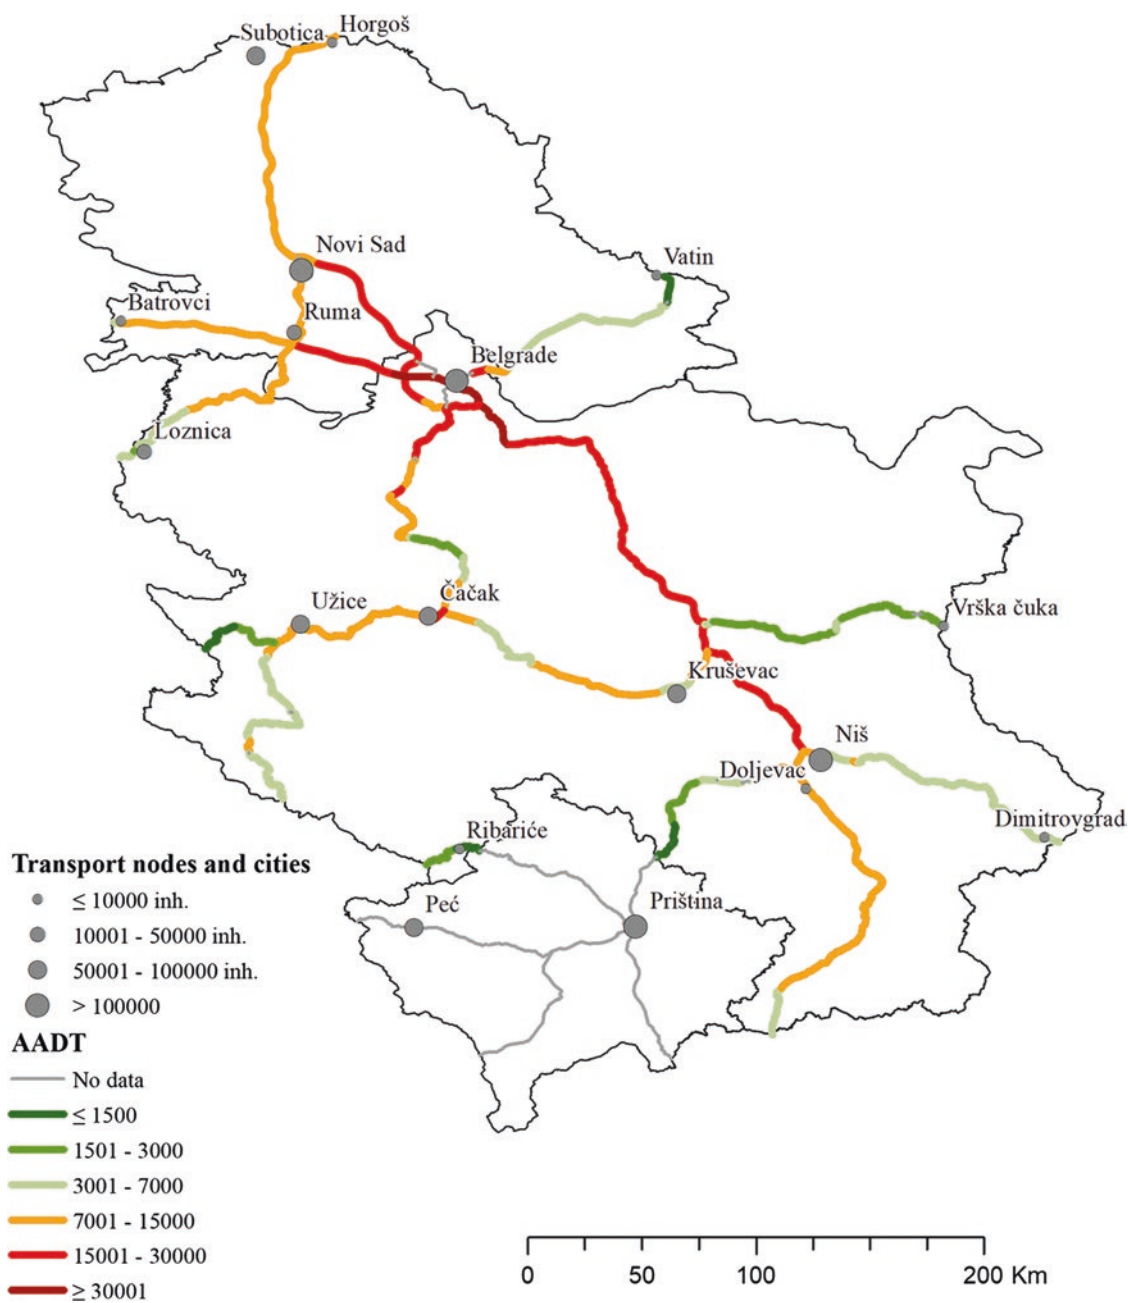 Horgoš
Subotica
Novi Sad
Vatin
Batrovci
Ruma
Belgrade
Loznica
Užice
Čačak
Vrška čuka
Kruševac
Niš
Doljevac
Dimitrovgrad
Ribariće
Peć
Priština
Transport nodes and cities
≤ 10000 inh.
10001 - 50000 inh.
50001 - 100000 inh.
> 100000
AADT
No data
≤ 1500
1501 - 3000
3001 - 7000
7001 - 15000
15001 - 30000
≥ 30001
0 50 100 200 Km